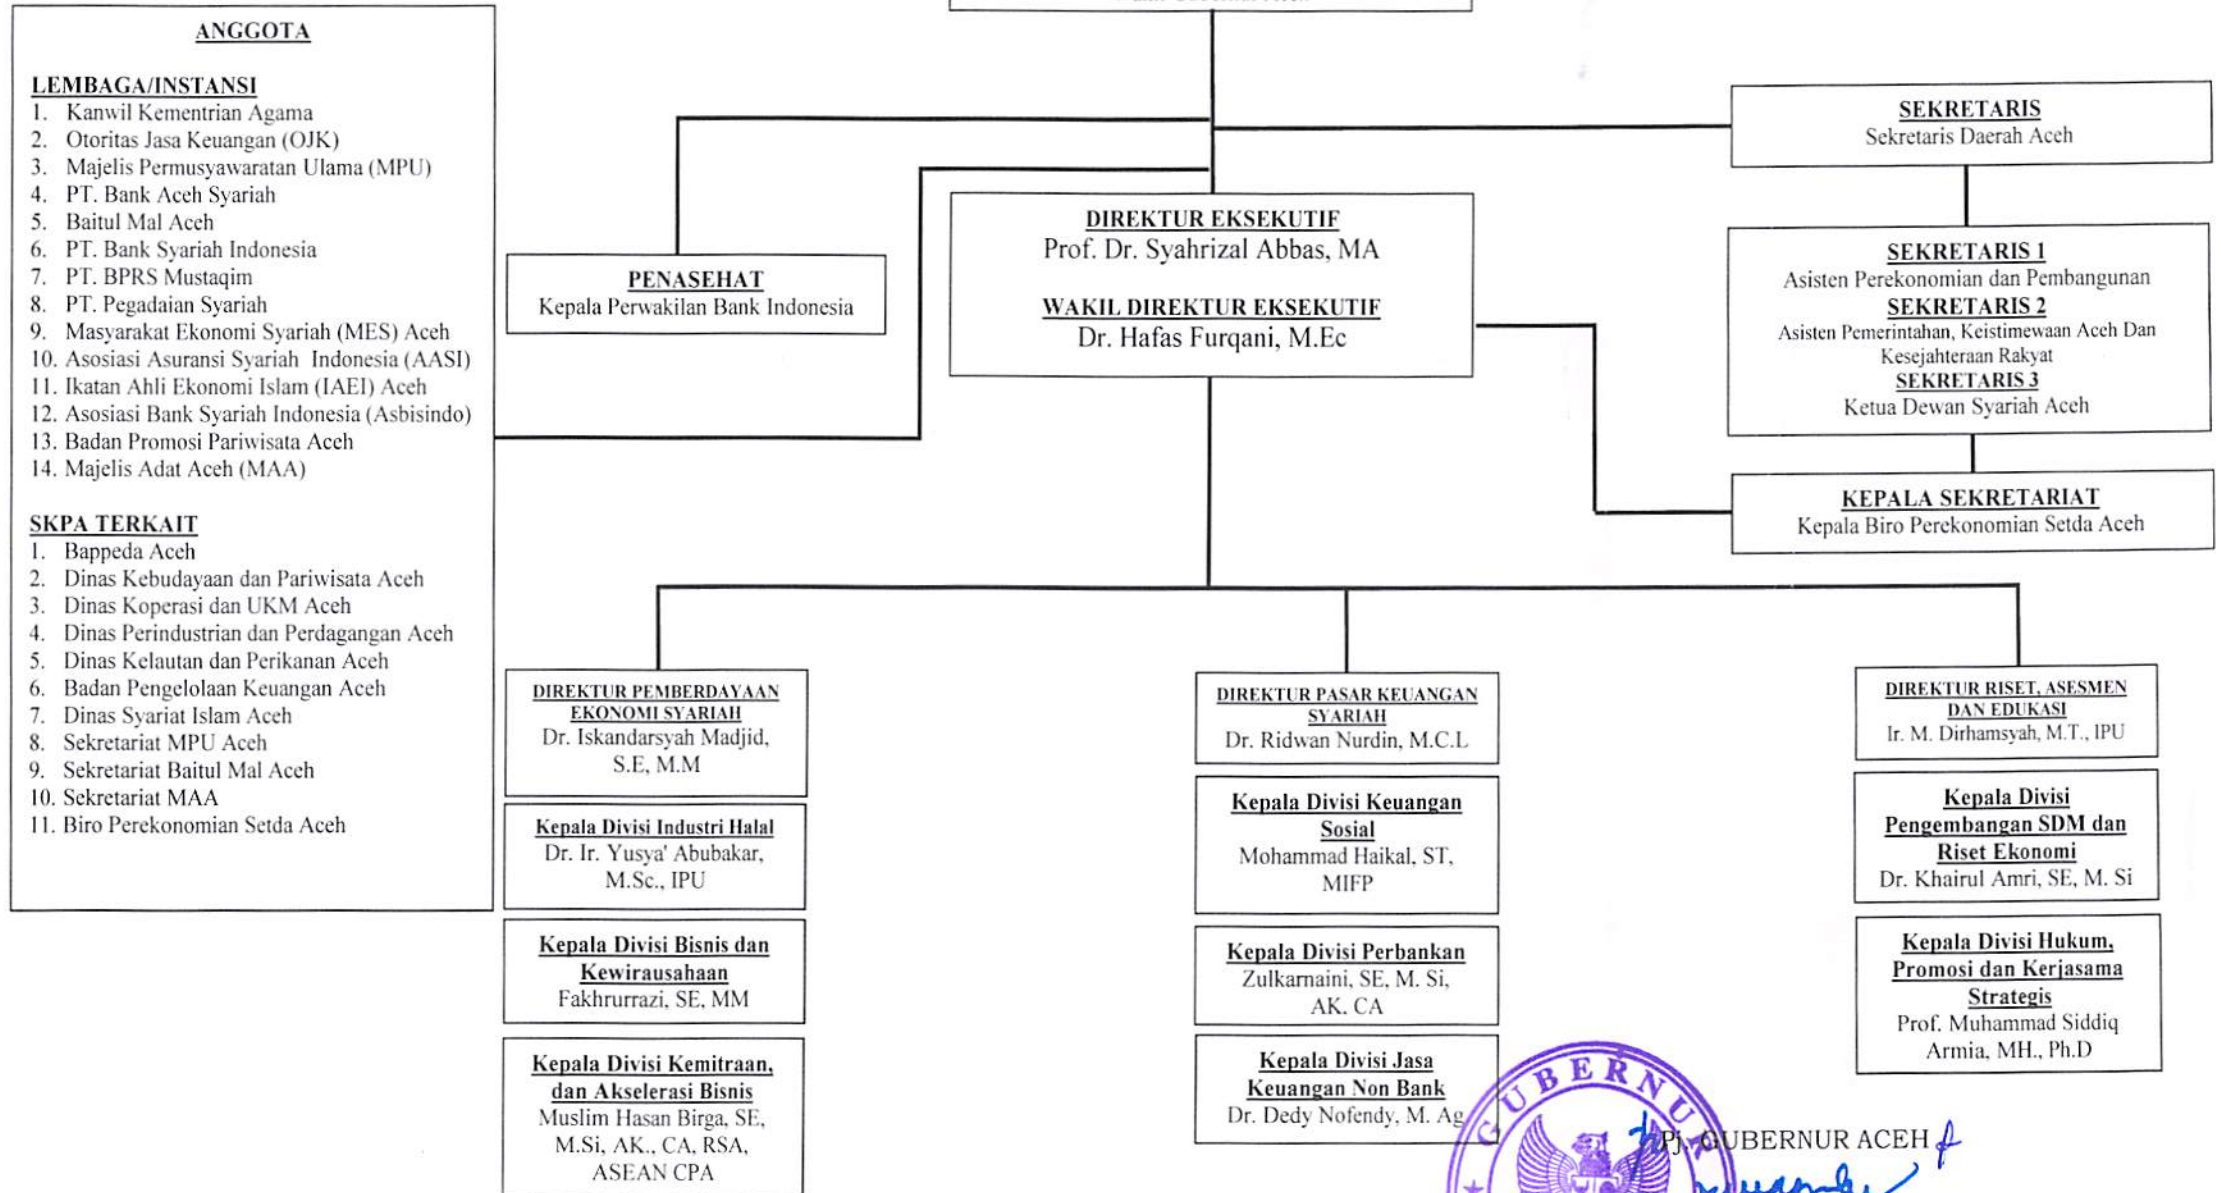 ANGGOTA
LEMBAGA/INSTANSI
1. Kanwil Kementrian Agama
2. Otoritas Jasa Keuangan (OJK)
3. Majelis Permusyawaratan Ulama (MPU)
4. PT. Bank Aceh Syariah
5. Baitul Mal Aceh
6. PT. Bank Syariah Indonesia
7. PT. BPRS Mustaqim
8. PT. Pegadaian Syariah
9. Masyarakat Ekonomi Syariah (MES) Aceh
10. Asosiasi Asuransi Syariah Indonesia (AASI)
11. Ikatan Ahli Ekonomi Islam (IAEI) Aceh
12. Asosiasi Bank Syariah Indonesia (Asbisindo)
13. Badan Promosi Pariwisata Aceh
14. Majelis Adat Aceh (MAA)
SKPA TERKAIT
1. Bappeda Aceh
2. Dinas Kebudayaan dan Pariwisata Aceh
3. Dinas Koperasi dan UKM Aceh
4. Dinas Perindustrian dan Perdagangan Aceh
5. Dinas Kelautan dan Perikanan Aceh
6. Badan Pengelolaan Keuangan Aceh
7. Dinas Syariat Islam Aceh
8. Sekretariat MPU Aceh
9. Sekretariat Baitul Mal Aceh
10. Sekretariat MAA
11. Biro Perekonomian Setda Aceh
PENASEHAT
Kepala Perwakilan Bank Indonesia
DIREKTUR EKSEKUTIF
Prof. Dr. Syahrizal Abbas, MA
WAKIL DIREKTUR EKSEKUTIF
Dr. Hafas Furqani, M.Ec
SEKRETARIS
Sekretaris Daerah Aceh
SEKRETARIS 1
Asisten Perekonomian dan Pembangunan
SEKRETARIS 2
Asisten Pemerintahan, Keistimewaan Aceh Dan
Kesejahteraan Rakyat
SEKRETARIS 3
Ketua Dewan Syariah Aceh
KEPALA SEKRETARIAT
Kepala Biro Perekonomian Setda Aceh
DIREKTUR PEMBERDAYAAN
EKONOMI SYARIAH
Dr. Iskandarsyah Madjid,
S.E, M.M
Kepala Divisi Industri Halal
Dr. Ir. Yusya' Abubakar,
M.Sc., IPU
Kepala Divisi Bisnis dan
Kewirausahaan
Fakhrurrazi, SE, MM
Kepala Divisi Kemitraan,
dan Akselerasi Bisnis
Muslim Hasan Birga, SE,
M.Si, AK., CA, RSA,
ASEAN CPA
DIREKTUR PASAR KEUANGAN
SYARIAH
Dr. Ridwan Nurdin, M.C.L
Kepala Divisi Keuangan
Sosial
Mohammad Haikal, ST,
MIFP
Kepala Divisi Perbankan
Zulkarnaini, SE, M. Si,
AK. CA
Kepala Divisi Jasa
Keuangan Non Bank
Dr. Dedy Nofendy, M. Ag
DIREKTUR RISET, ASESMEN
DAN EDUKASI
Ir. M. Dirhamsyah, M.T., IPU
Kepala Divisi
Pengembangan SDM dan
Riset Ekonomi
Dr. Khairul Amri, SE, M. Si
Kepala Divisi Hukum,
Promosi dan Kerjasama
Strategis
Prof. Muhammad Siddiq
Armia, MH., Ph.D
GUBERNUR
Pj. GUBERNUR ACEH